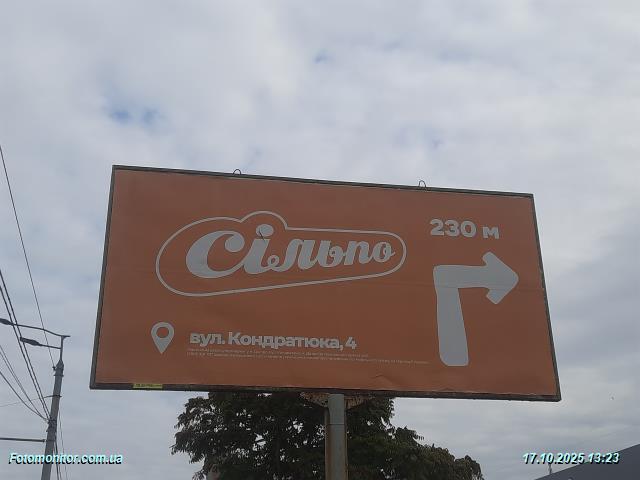 Сільпо
230 м
вул. Кондратюка, 4
Fotomonitor.com.ua
17.10.2025 13:23